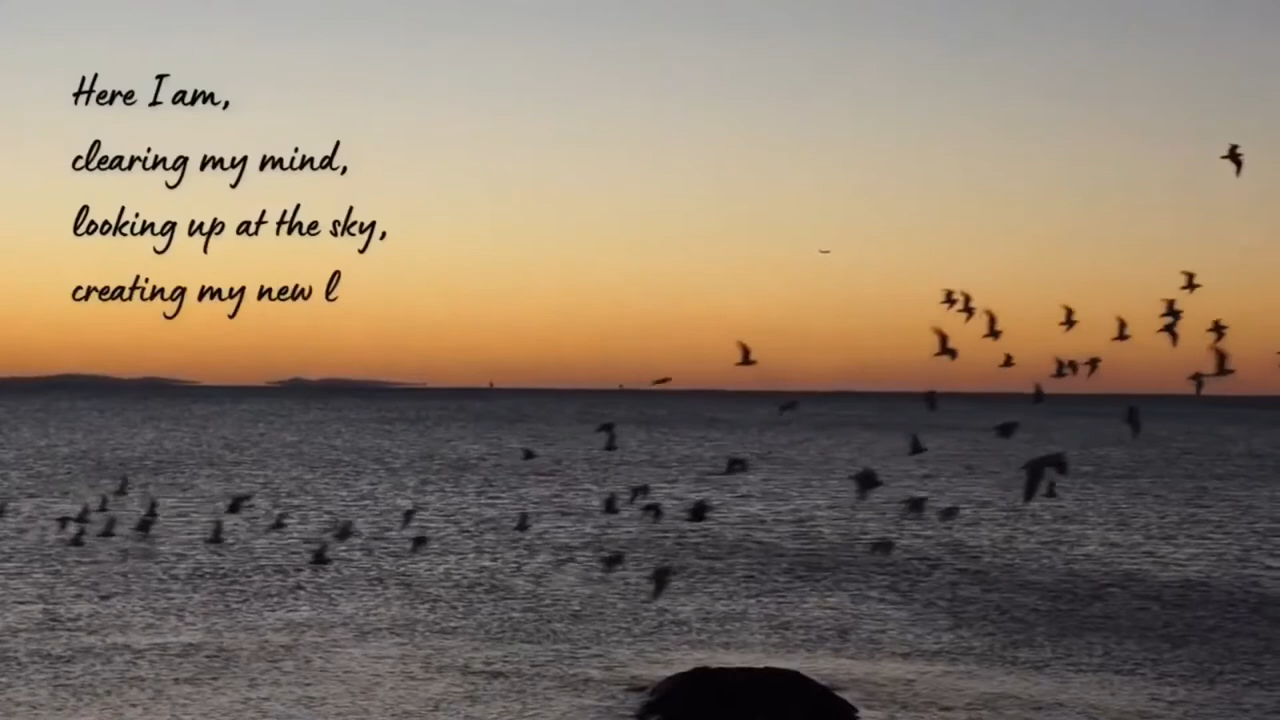 Here I am,
clearing my mind,
looking up at the sky,
creating my new l